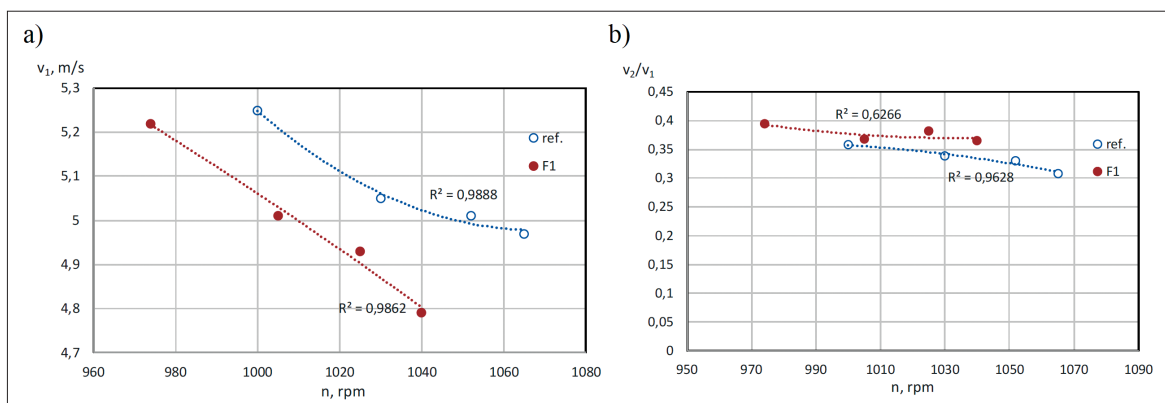 a)
v₁, m/s
5,3
5,2
5,1
5
4,9
4,8
4,7
960
980
1000
1020
1040
1060
1080
n, rpm
ref.
F1
R² = 0,9888
R² = 0,9862
b)
v₂/v₁
0,45
0,4
0,35
0,3
0,25
0,2
0,15
0,1
0,05
0
950
970
990
1010
1030
1050
1070
1090
n, rpm
R² = 0,6266
R² = 0,9628
ref.
F1